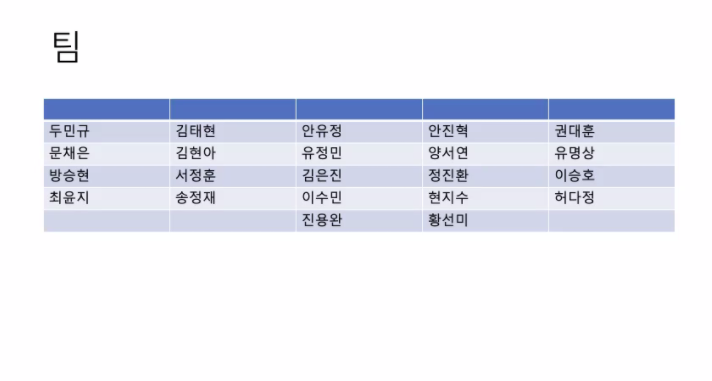 팀
두민규 김태현 안유정 안진혁 권대훈
문채은 김현아 유정민 양서연 유명상
방승현 서정훈 김은진 정진환 이승호
최윤지 송정재 이수민 현지수 허다정
진용완 황선미